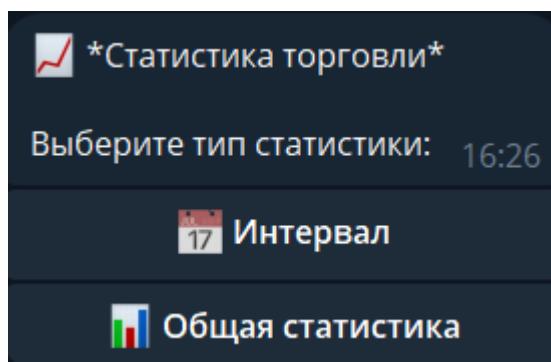 📈 *Статистика торговли*
Выберите тип статистики: 16:26
📅 Интервал
📊 Общая статистика